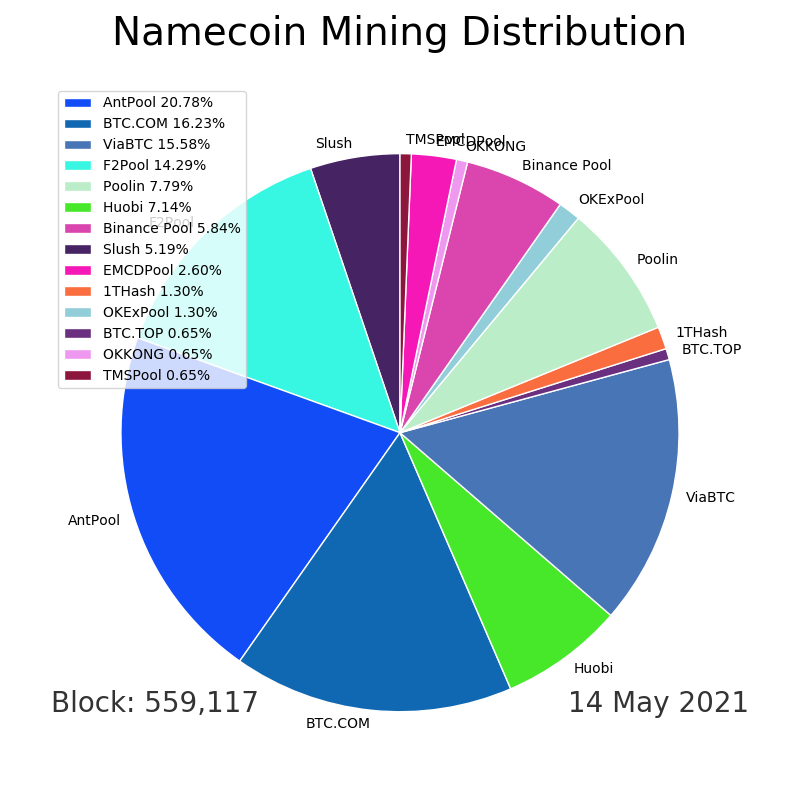 Namecoin Mining Distribution
AntPool 20.78%
BTC.COM 16.23%
ViaBTC 15.58%
F2Pool 14.29%
Poolin 7.79%
Huobi 7.14%
Binance Pool 5.84%
Slush 5.19%
EMCDPool 2.60%
1THash 1.30%
OKExPool 1.30%
BTC.TOP 0.65%
OKKONG 0.65%
TMSPool 0.65%
Slush
TMSPool
EMCDPool
OKKONG
Binance Pool
OKExPool
Poolin
1THash
BTC.TOP
ViaBTC
Huobi
BTC.COM
AntPool
F2Pool
Block: 559,117
14 May 2021